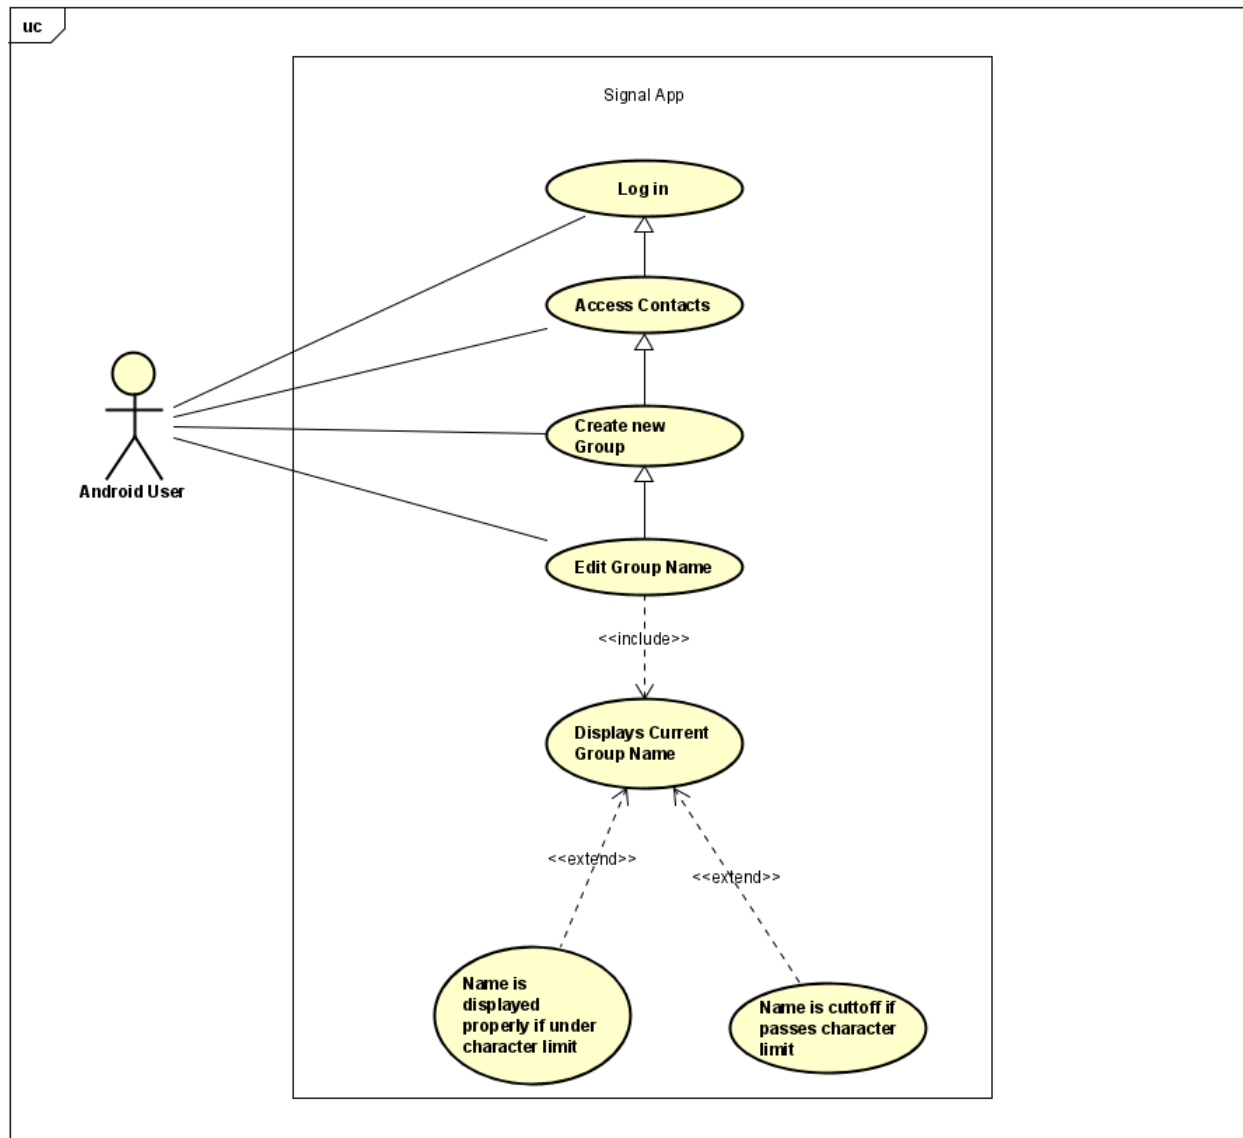 uc
Signal App
Log in
Access Contacts
Create new
Group
Android User
Edit Group Name
<<include>>
Displays Current
Group Name
<<extend>>
<<extend>>
Name is
displayed
properly if under
character limit
Name is cuttoff if
passes character
limit